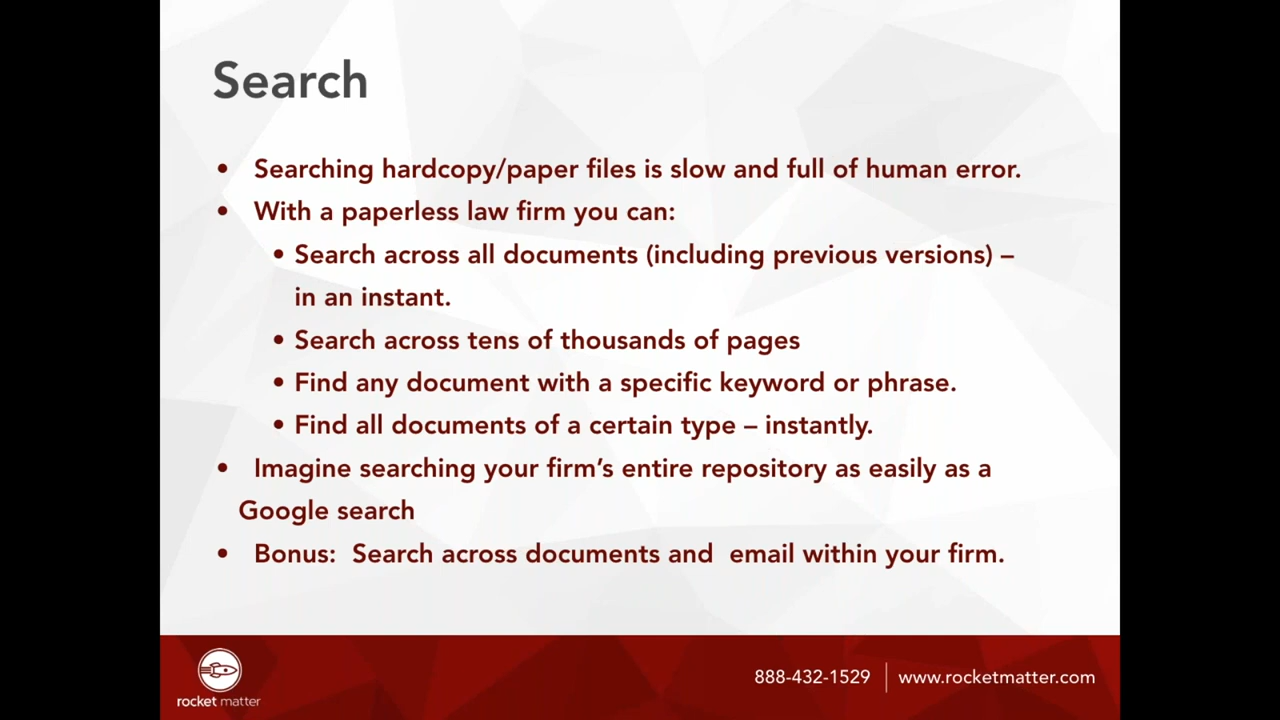 Search
• Searching hardcopy/paper files is slow and full of human error.
• With a paperless law firm you can:
• Search across all documents (including previous versions) –
in an instant.
• Search across tens of thousands of pages
• Find any document with a specific keyword or phrase.
• Find all documents of a certain type – instantly.
• Imagine searching your firm's entire repository as easily as a
Google search
• Bonus:  Search across documents and  email within your firm.
rocket matter
888-432-1529 | www.rocketmatter.com